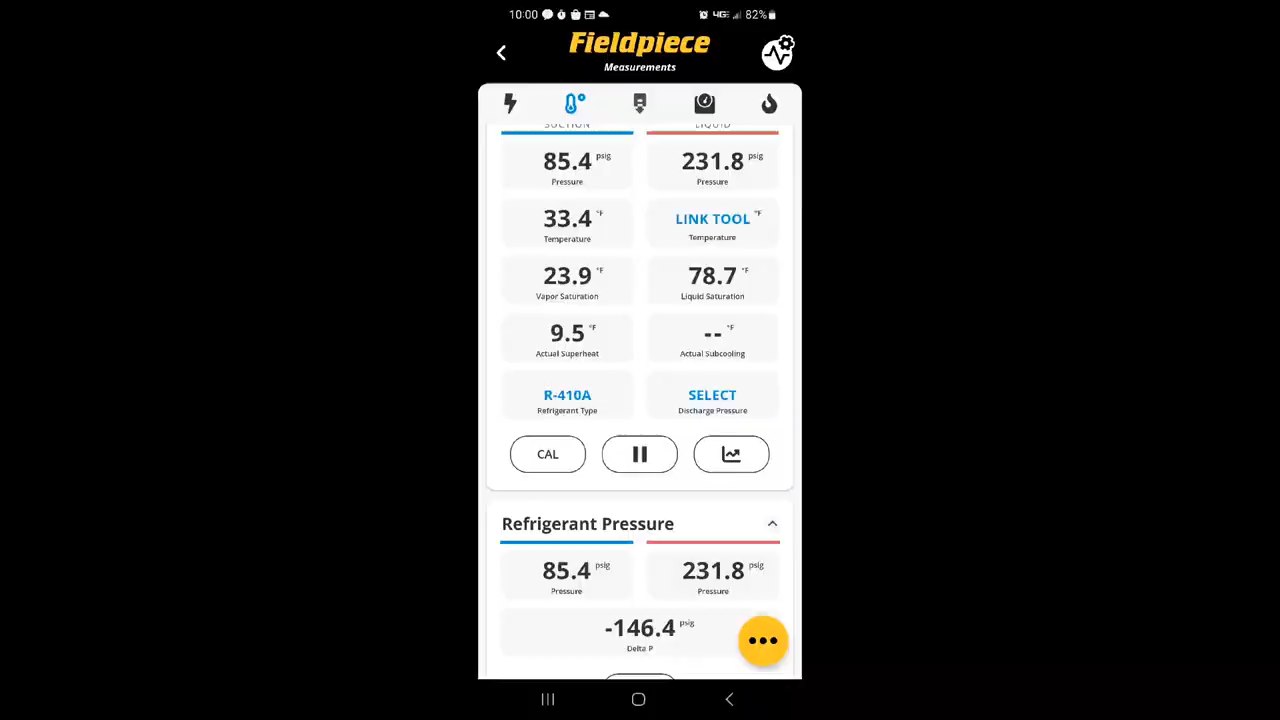 10:00 4GE 82%
Fieldpiece
Measurements
SUCTION LIQUID
85.4 psig 231.8 psig
Pressure Pressure
33.4 °F LINK TOOL °F
Temperature Temperature
23.9 °F 78.7 °F
Vapor Saturation Liquid Saturation
9.5 °F -- °F
Actual Superheat Actual Subcooling
R-410A SELECT
Refrigerant Type Discharge Pressure
CAL
Refrigerant Pressure
85.4 psig 231.8 psig
Pressure Pressure
-146.4 psig
Delta P